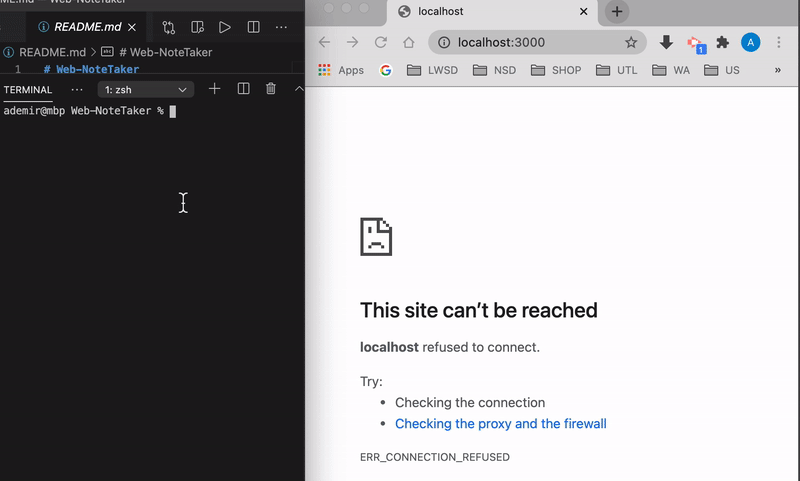 ME.md — Web-NoteTaker
README.md
README.md > # Web-NoteTaker
1 # Web-NoteTaker
TERMINAL ... 1: zsh
ademir@mbp Web-NoteTaker %
localhost
localhost:3000
A
1
Apps LWSD NSD SHOP UTL WA US »
This site can’t be reached
localhost refused to connect.
Try:
• Checking the connection
• Checking the proxy and the firewall
ERR_CONNECTION_REFUSED